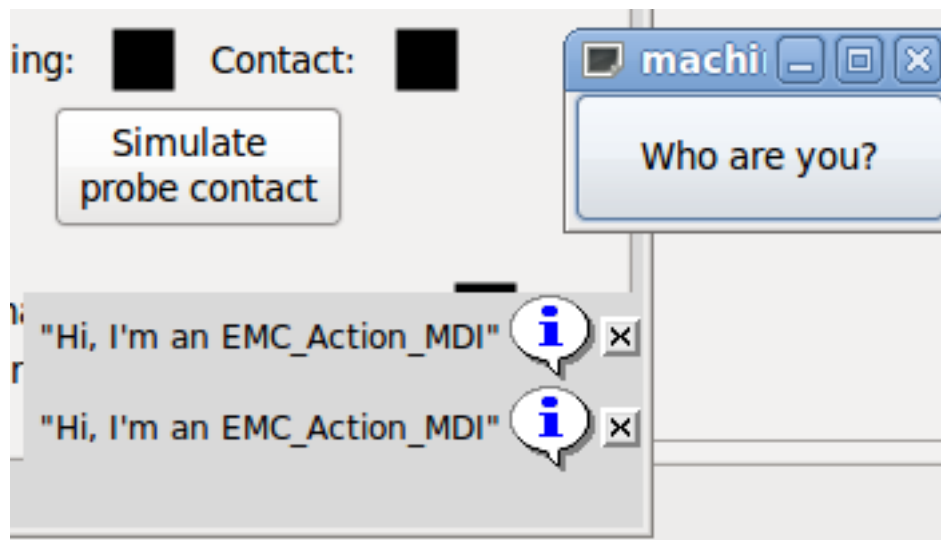 ing: Contact:
machi
Simulate
probe contact
Who are you?
"Hi, I'm an EMC_Action_MDI"
"Hi, I'm an EMC_Action_MDI"